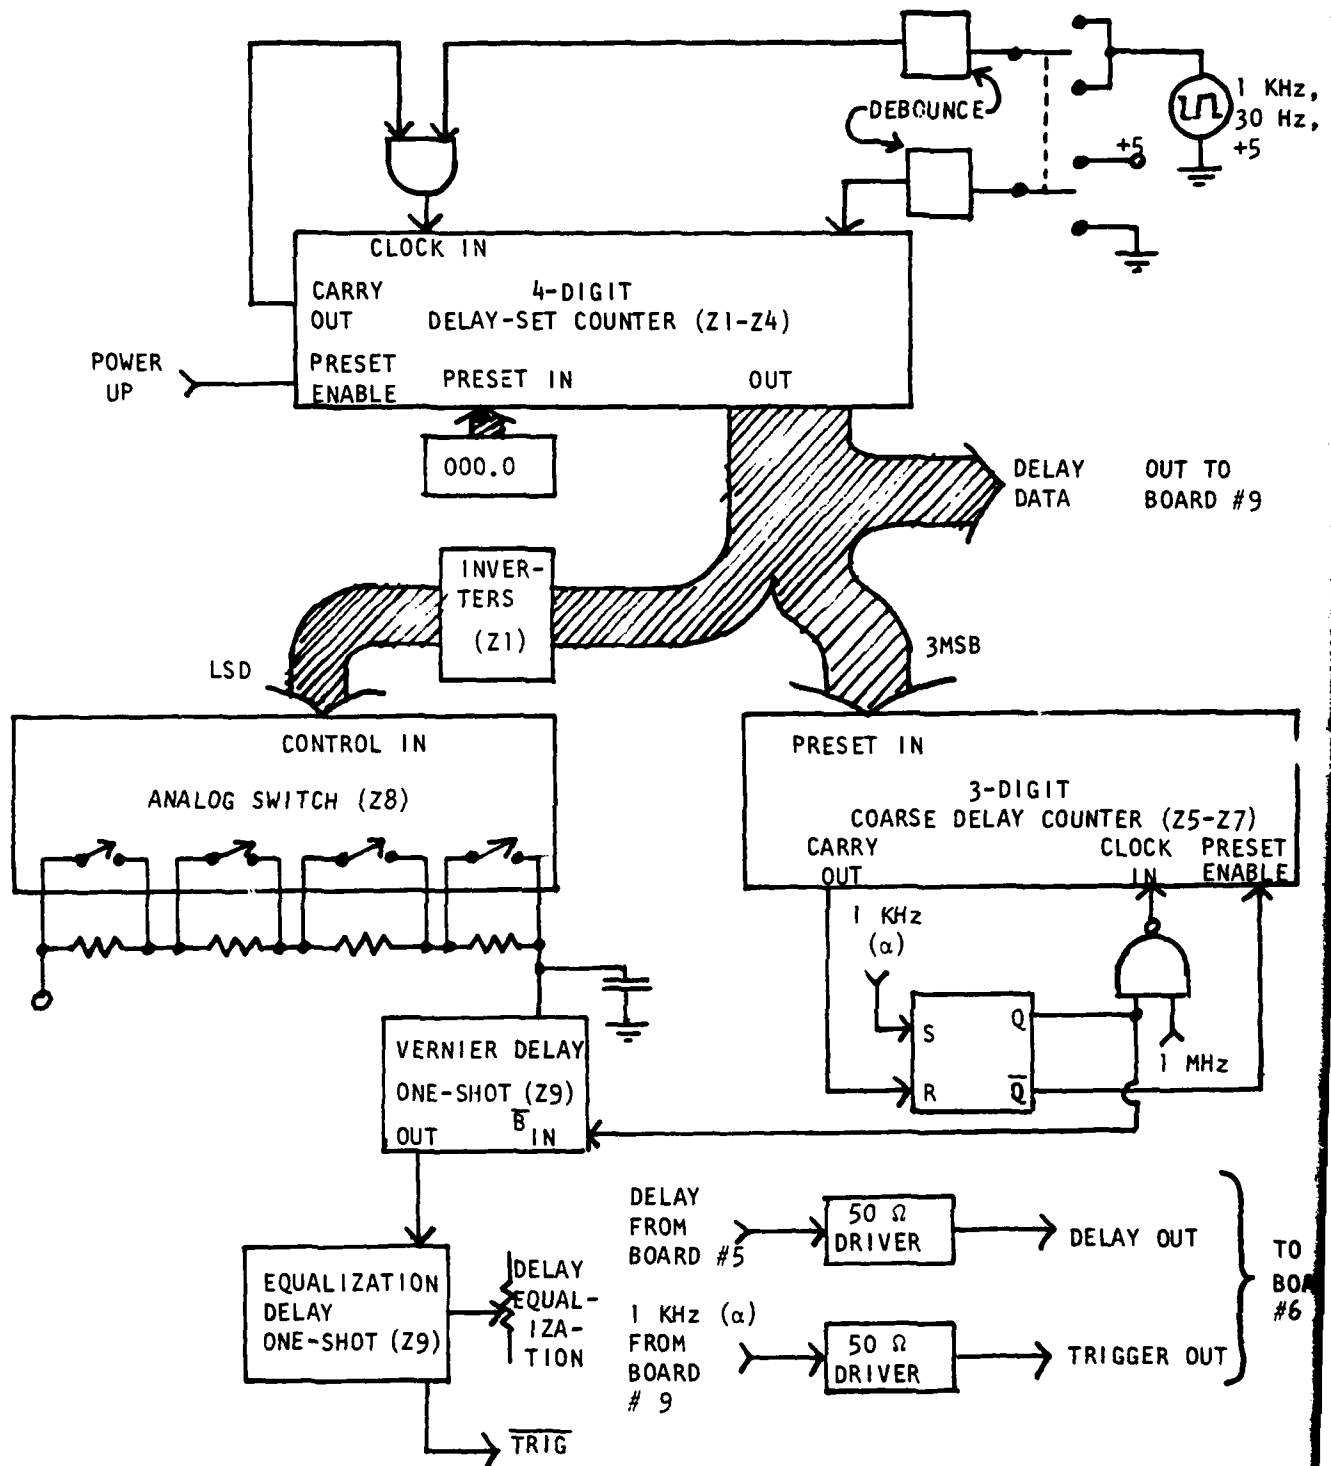 1 KHz,
30 Hz,
+5
DEBOUNCE
+5
CLOCK IN
CARRY
OUT
4-DIGIT
DELAY-SET COUNTER (Z1-Z4)
POWER
UP
PRESET
ENABLE
PRESET IN
OUT
000.0
DELAY
DATA
OUT TO
BOARD #9
INVER-
TERS
(Z1)
LSD
3MSB
CONTROL IN
ANALOG SWITCH (Z8)
PRESET IN
3-DIGIT
COARSE DELAY COUNTER (Z5-Z7)
CARRY
OUT
CLOCK
IN
PRESET
ENABLE
1 KHz
(α)
S
Q
R
Q̅
1 MHz
VERNIER DELAY
ONE-SHOT (Z9)
B̅
OUT
IN
EQUALIZATION
DELAY
ONE-SHOT (Z9)
DELAY
EQUAL-
IZA-
TION
T̅R̅I̅G̅
DELAY
FROM
BOARD #5
50 Ω
DRIVER
DELAY OUT
1 KHz (α)
FROM
BOARD
# 9
50 Ω
DRIVER
TRIGGER OUT
TO
#6